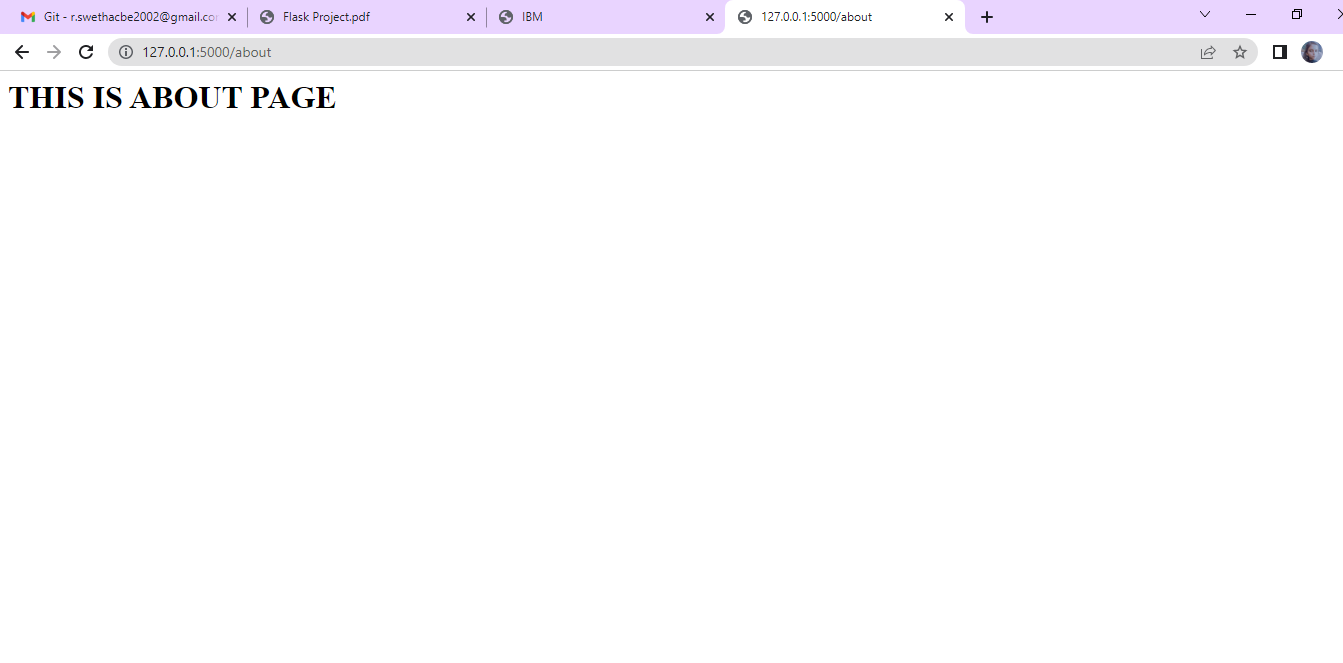 Git - r.swethacbe2002@gmail.co
Flask Project.pdf
IBM
127.0.0.1:5000/about
127.0.0.1:5000/about
THIS IS ABOUT PAGE